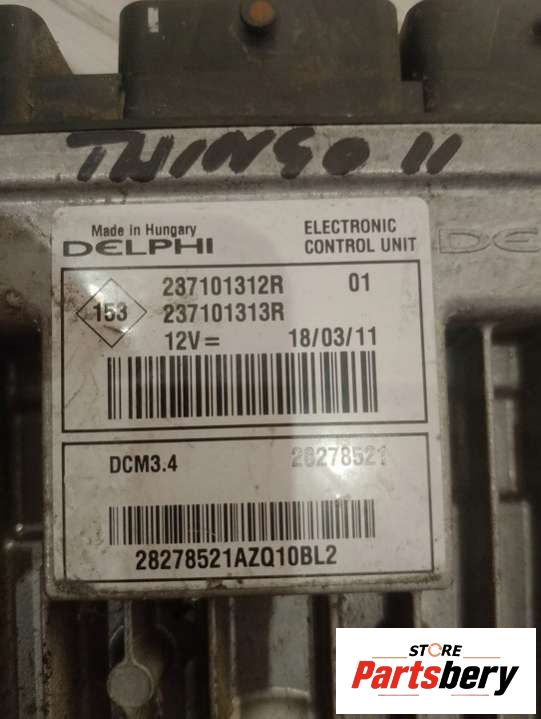 TWINGO II
Made in Hungary
DELPHI
ELECTRONIC
CONTROL UNIT
DE
153
237101312R 01
237101313R
12V= 18/03/11
DCM3.4 28278521
28278521AZQ10BL2
STORE
Partsbery